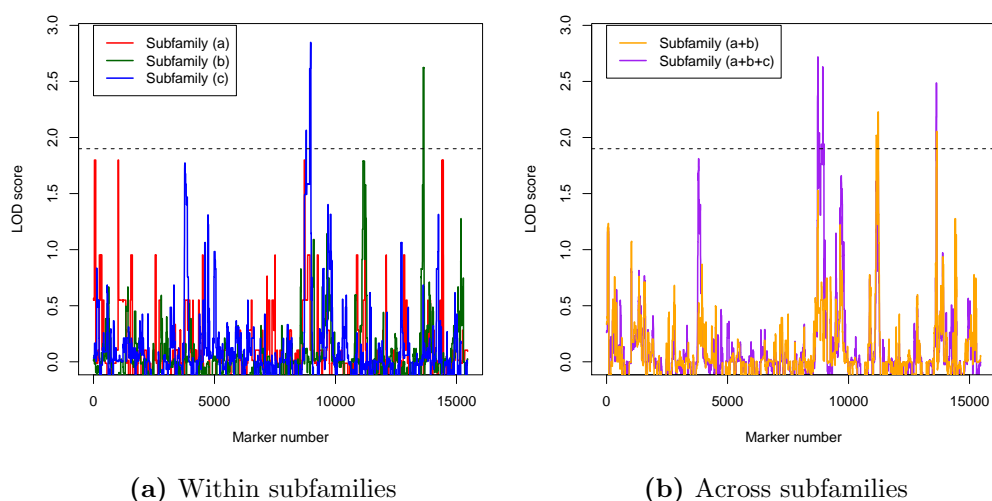 Subfamily (a)
Subfamily (b)
Subfamily (c)
LOD score
0.0 0.5 1.0 1.5 2.0 2.5 3.0
0 5000 10000 15000
Marker number
(a) Within subfamilies
Subfamily (a+b)
Subfamily (a+b+c)
LOD score
0.0 0.5 1.0 1.5 2.0 2.5 3.0
0 5000 10000 15000
Marker number
(b) Across subfamilies